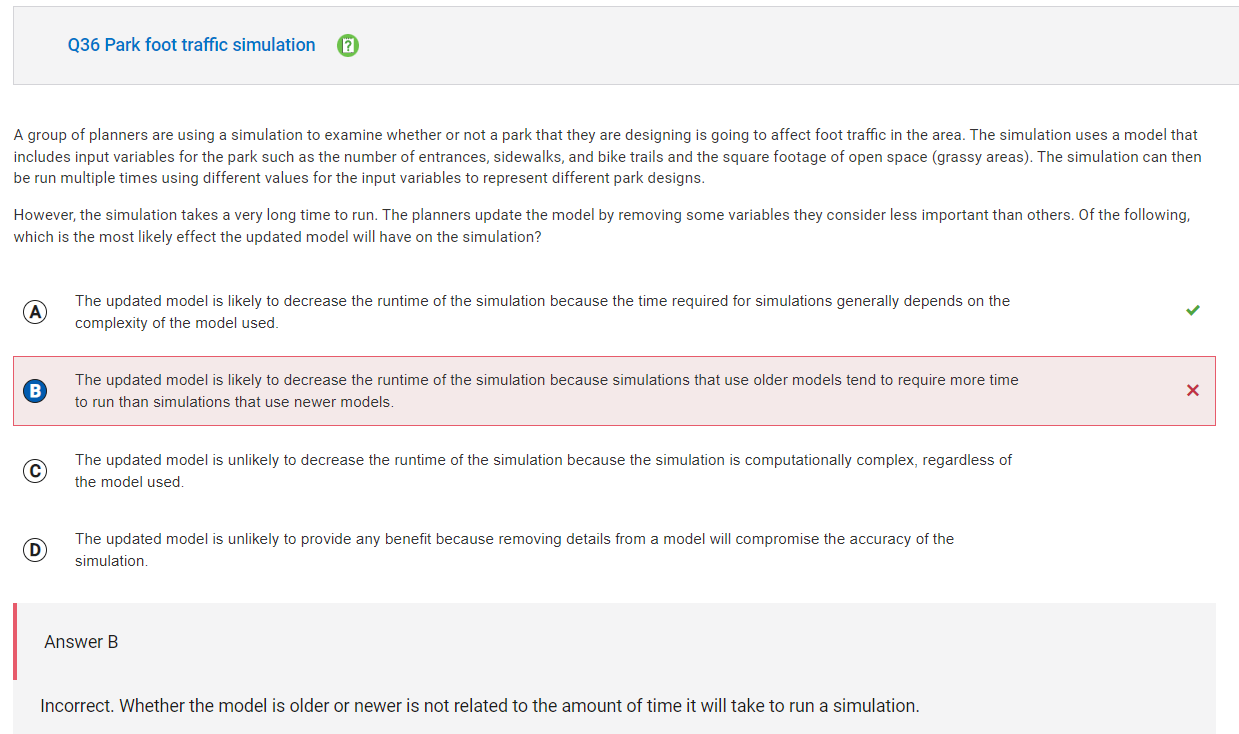 Q36 Park foot traffic simulation ?
A group of planners are using a simulation to examine whether or not a park that they are designing is going to affect foot traffic in the area. The simulation uses a model that
includes input variables for the park such as the number of entrances, sidewalks, and bike trails and the square footage of open space (grassy areas). The simulation can then
be run multiple times using different values for the input variables to represent different park designs.
However, the simulation takes a very long time to run. The planners update the model by removing some variables they consider less important than others. Of the following,
which is the most likely effect the updated model will have on the simulation?
A The updated model is likely to decrease the runtime of the simulation because the time required for simulations generally depends on the
complexity of the model used.
B The updated model is likely to decrease the runtime of the simulation because simulations that use older models tend to require more time
to run than simulations that use newer models.
C The updated model is unlikely to decrease the runtime of the simulation because the simulation is computationally complex, regardless of
the model used.
D The updated model is unlikely to provide any benefit because removing details from a model will compromise the accuracy of the
simulation.
Answer B
Incorrect. Whether the model is older or newer is not related to the amount of time it will take to run a simulation.